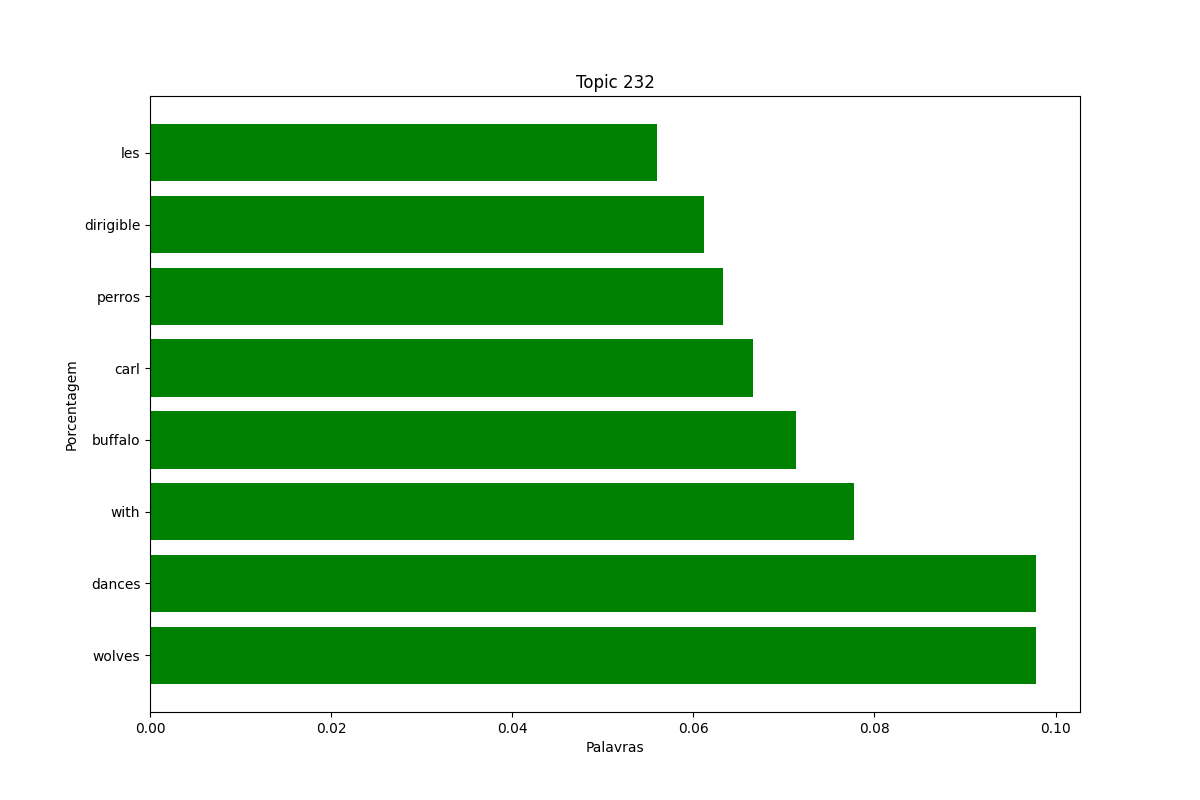 Topic 232
les
dirigible
perros
carl
buffalo
with
dances
wolves
Porcentagem
0.00 0.02 0.04 0.06 0.08 0.10
Palavras